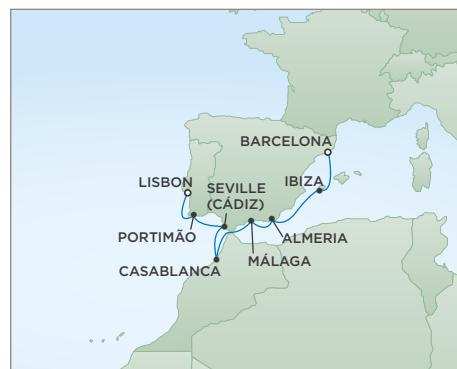 BARCELONA
LISBON
SEVILLE
(CÁDIZ)
IBIZA
PORTIMÃO
ALMERIA
MÁLAGA
CASABLANCA